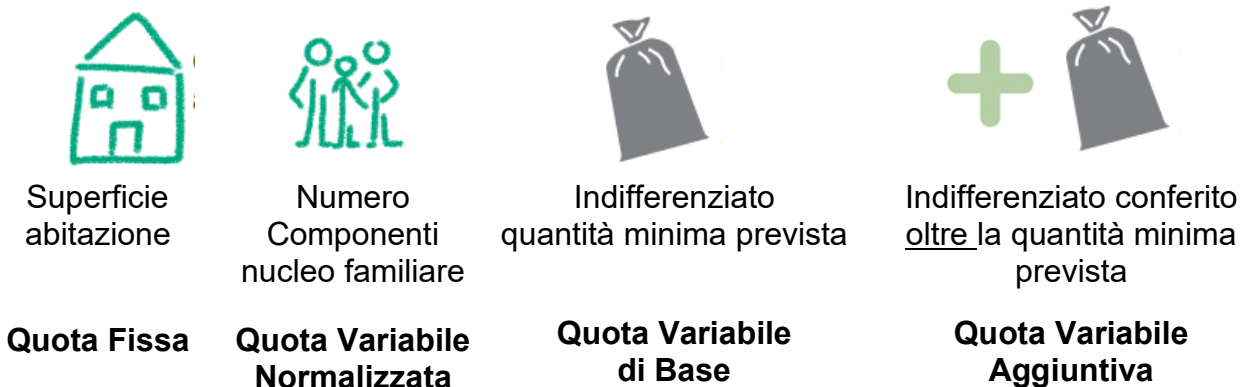 Superficie
abitazione
Quota Fissa
Numero
Componenti
nucleo familiare
Quota Variabile
Normalizzata
Indifferenziato
quantità minima prevista
Quota Variabile
di Base
Indifferenziato conferito
oltre la quantità minima
prevista
Quota Variabile
Aggiuntiva